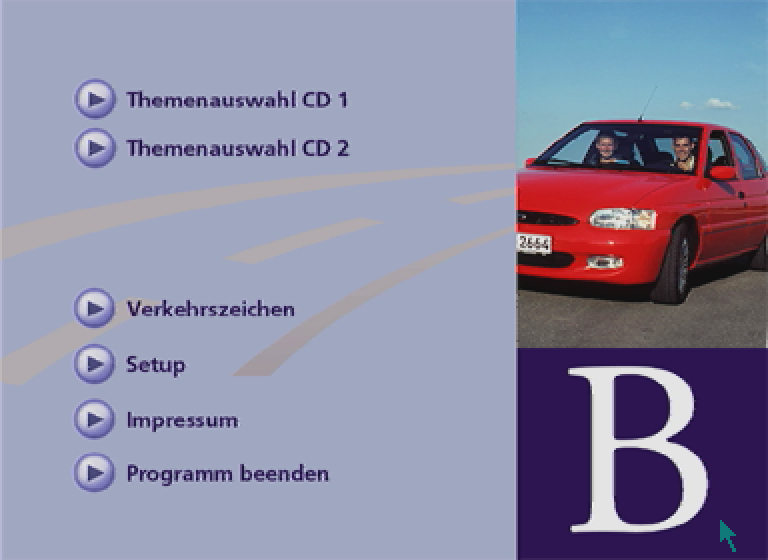 Themenauswahl CD 1
Themenauswahl CD 2
2664
Verkehrszeichen
Setup
Impressum
Programm beenden
B